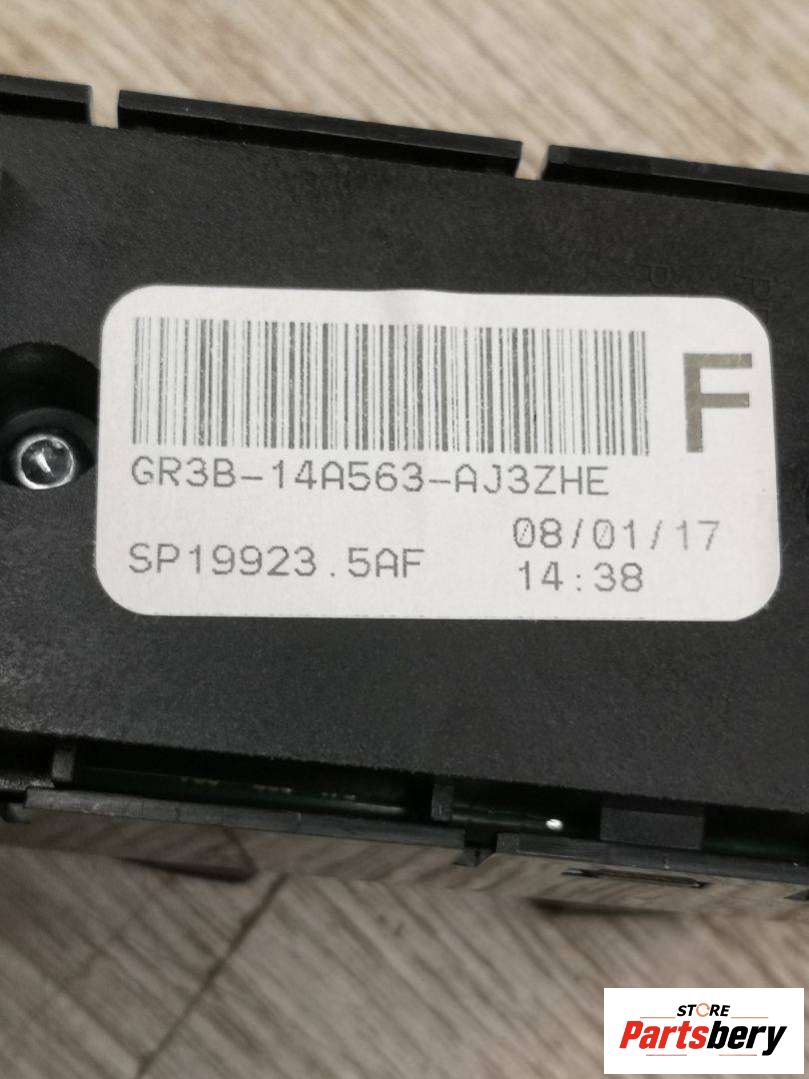 F
GR3B-14A563-AJ3ZHE
SP19923.5AF
08/01/17
14:38
STORE
Partsbery